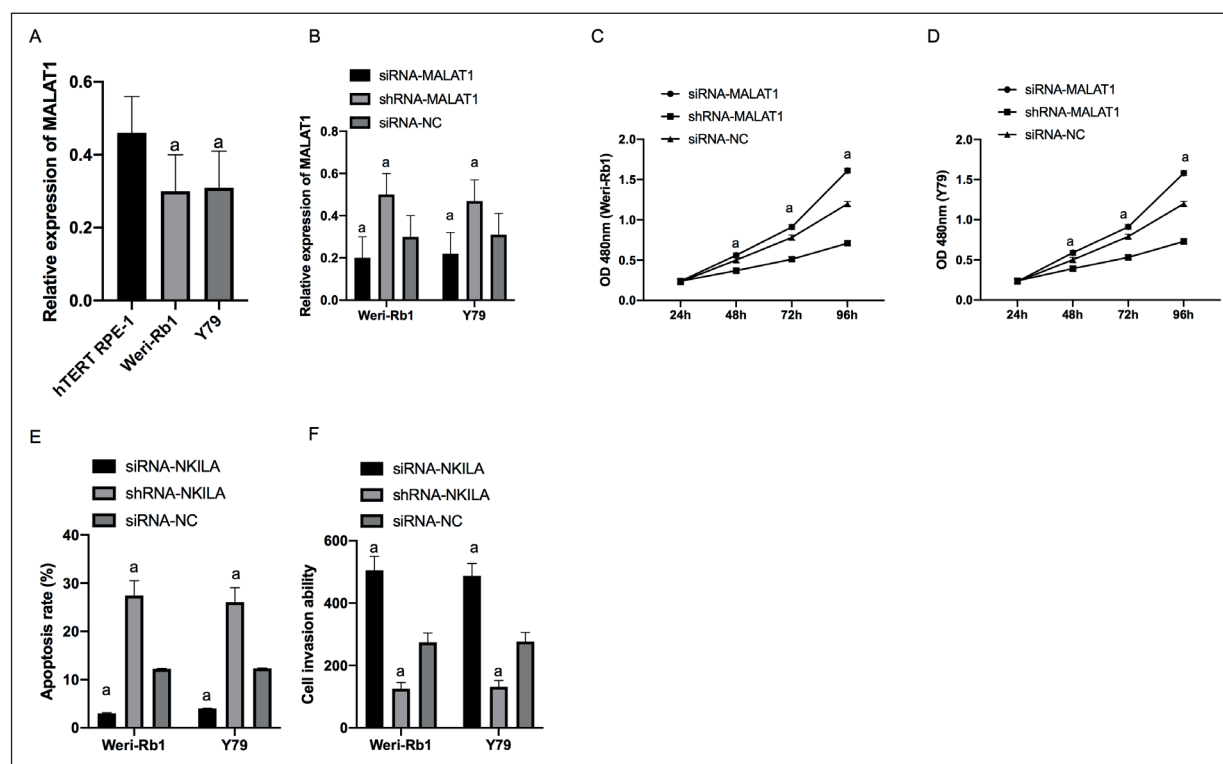 A
Relative expression of MALAT1
0.6
0.4
0.2
0.0
a
a
hTERT RPE-1
Weri-Rb1
Y79
B
siRNA-MALAT1
shRNA-MALAT1
siRNA-NC
Relative expression of MALAT1
0.8
0.6
0.4
0.2
0.0
a
a
a
a
Weri-Rb1
Y79
C
siRNA-MALAT1
shRNA-MALAT1
siRNA-NC
OD 480nm (Weri-Rb1)
2.0
1.5
1.0
0.5
0.0
a
a
a
24h
48h
72h
96h
D
siRNA-MALAT1
shRNA-MALAT1
siRNA-NC
OD 480nm (Y79)
2.0
1.5
1.0
0.5
0.0
a
a
a
24h
48h
72h
96h
E
siRNA-NKILA
shRNA-NKILA
siRNA-NC
Apoptosis rate (%)
40
30
20
10
0
a
a
a
a
Weri-Rb1
Y79
F
siRNA-NKILA
shRNA-NKILA
siRNA-NC
Cell invasion ability
600
400
200
0
a
a
a
a
Weri-Rb1
Y79